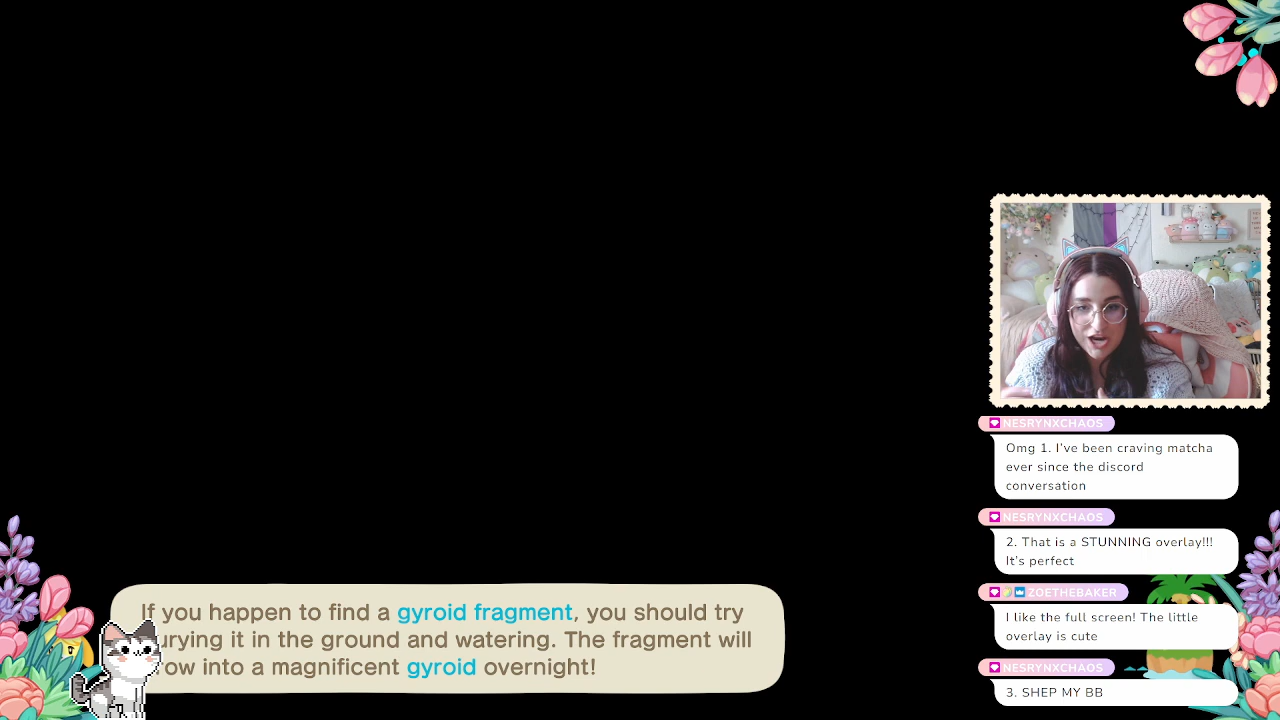 NESRYNXCHAOS
Omg 1. I've been craving matcha
ever since the discord
conversation
NESRYNXCHAOS
2. That is a STUNNING overlay!!!
It's perfect
ZOETHEBAKER
I like the full screen! The little
overlay is cute
NESRYNXCHAOS
3. SHEP MY BB
If you happen to find a gyroid fragment, you should try
urying it in the ground and watering. The fragment will
ow into a magnificent gyroid overnight!